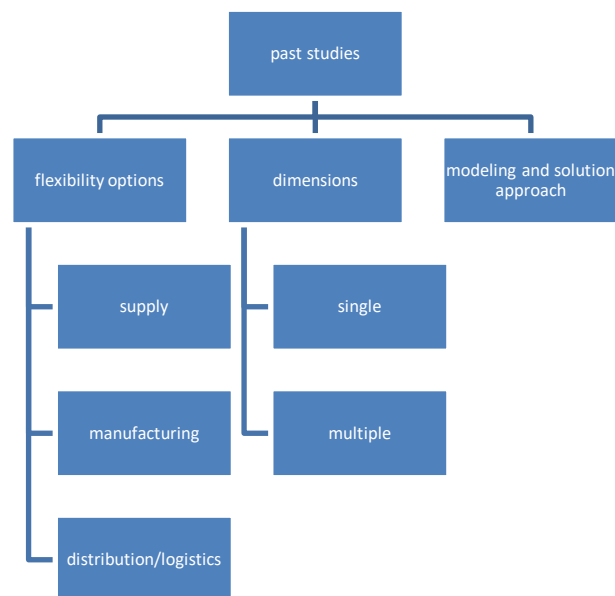 past studies
flexibility options
dimensions
modeling and solution
approach
supply
single
manufacturing
multiple
distribution/logistics